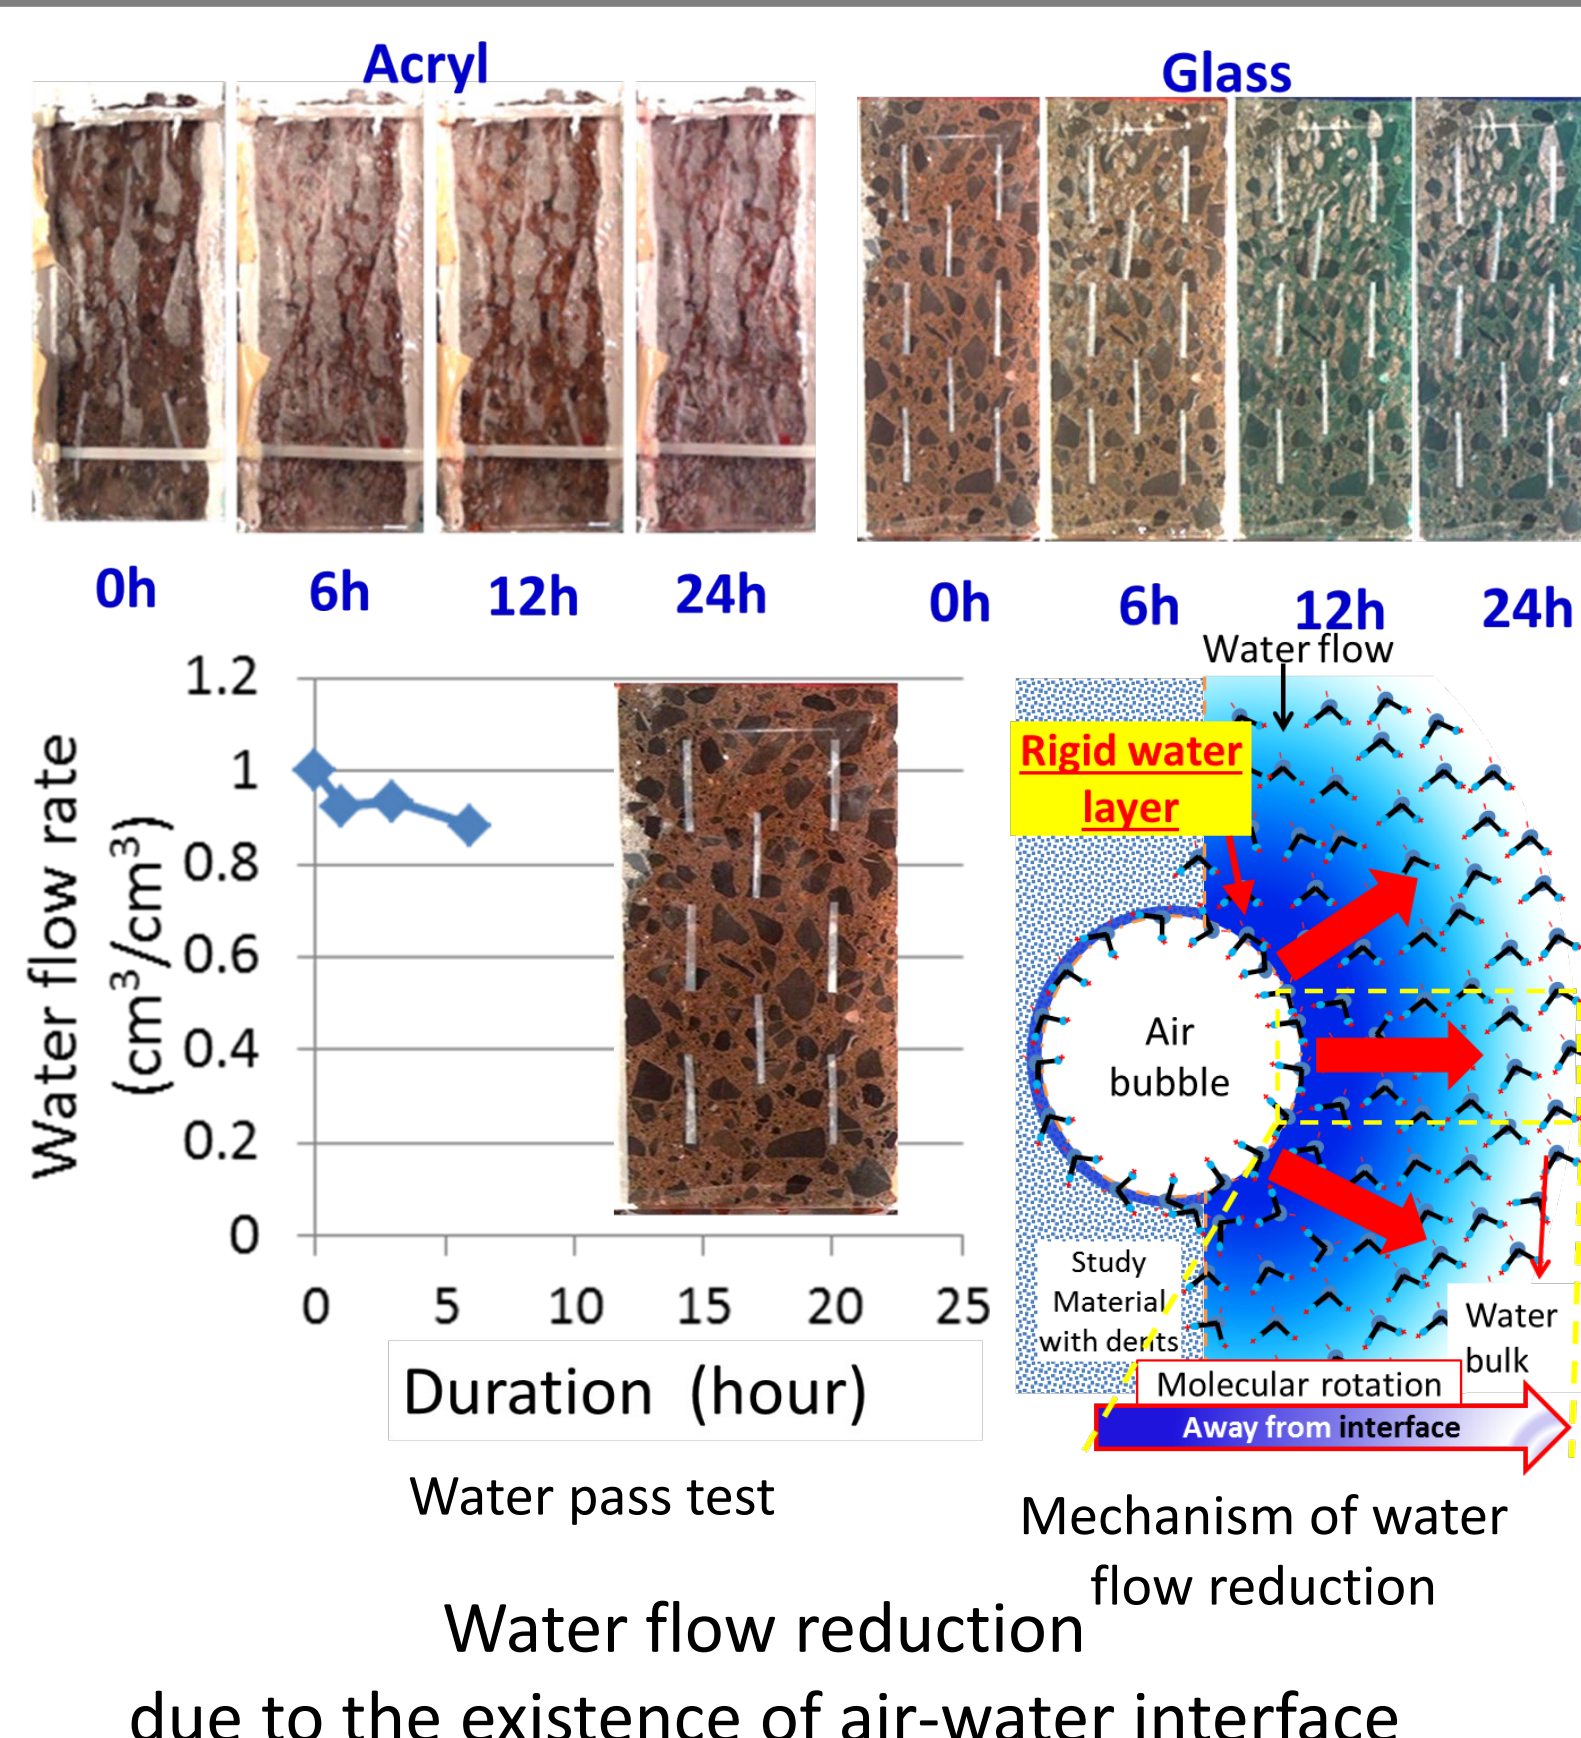 Acryl
Glass
0h
6h
12h
24h
0h
6h
12h
24h
Water flow rate
(cm³/cm³)
1.2
1
0.8
0.6
0.4
0.2
0
0
5
10
15
20
25
Duration (hour)
Water pass test
Water flow
Rigid water
layer
Air
bubble
Study
Material
with dents
Water
bulk
Molecular rotation
Away from interface
Mechanism of water
flow reduction
Water flow reduction
due to the existence of air-water interface